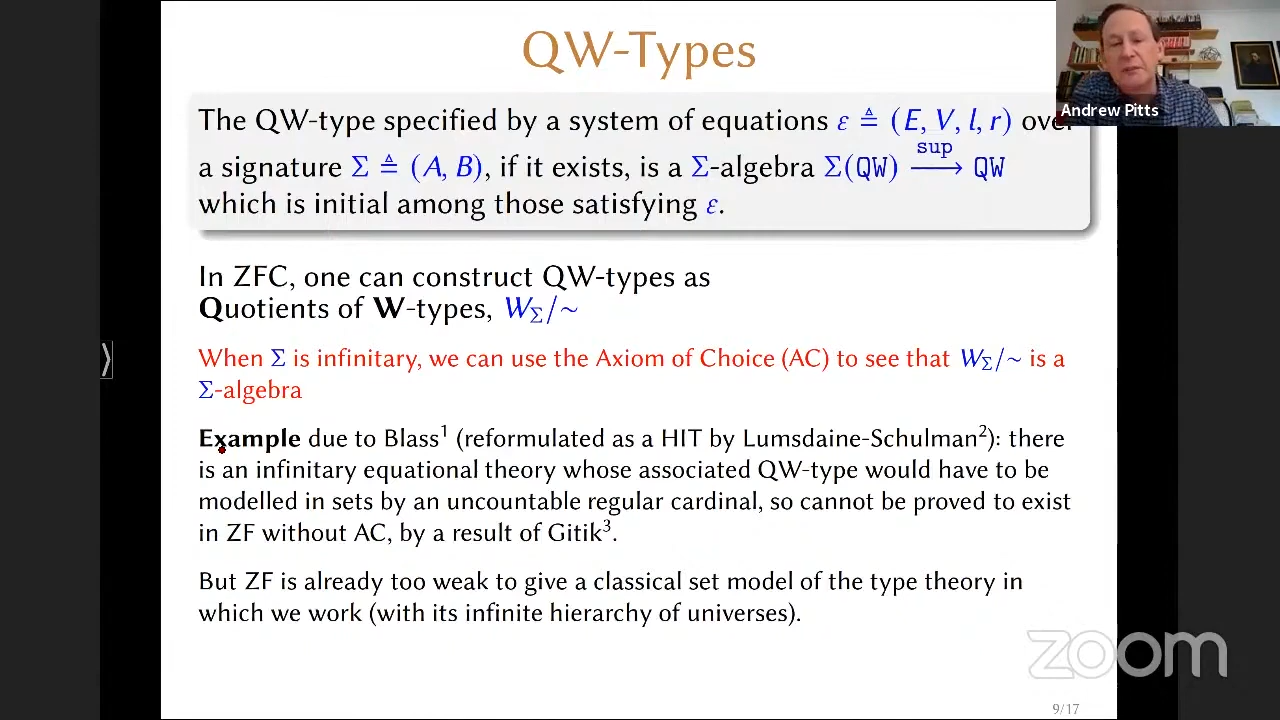 QW-Types
Andrew Pitts
The QW-type specified by a system of equations ε ≜ (E, V, l, r) over
a signature Σ ≜ (A, B), if it exists, is a Σ-algebra Σ(QW) —sup→ QW
which is initial among those satisfying ε.
In ZFC, one can construct QW-types as
Quotients of W-types, W_Σ/∼
When Σ is infinitary, we can use the Axiom of Choice (AC) to see that W_Σ/∼ is a
Σ-algebra
Example due to Blass¹ (reformulated as a HIT by Lumsdaine-Schulman²): there
is an infinitary equational theory whose associated QW-type would have to be
modelled in sets by an uncountable regular cardinal, so cannot be proved to exist
in ZF without AC, by a result of Gitik³.
But ZF is already too weak to give a classical set model of the type theory in
which we work (with its infinite hierarchy of universes).
zoom
9/17